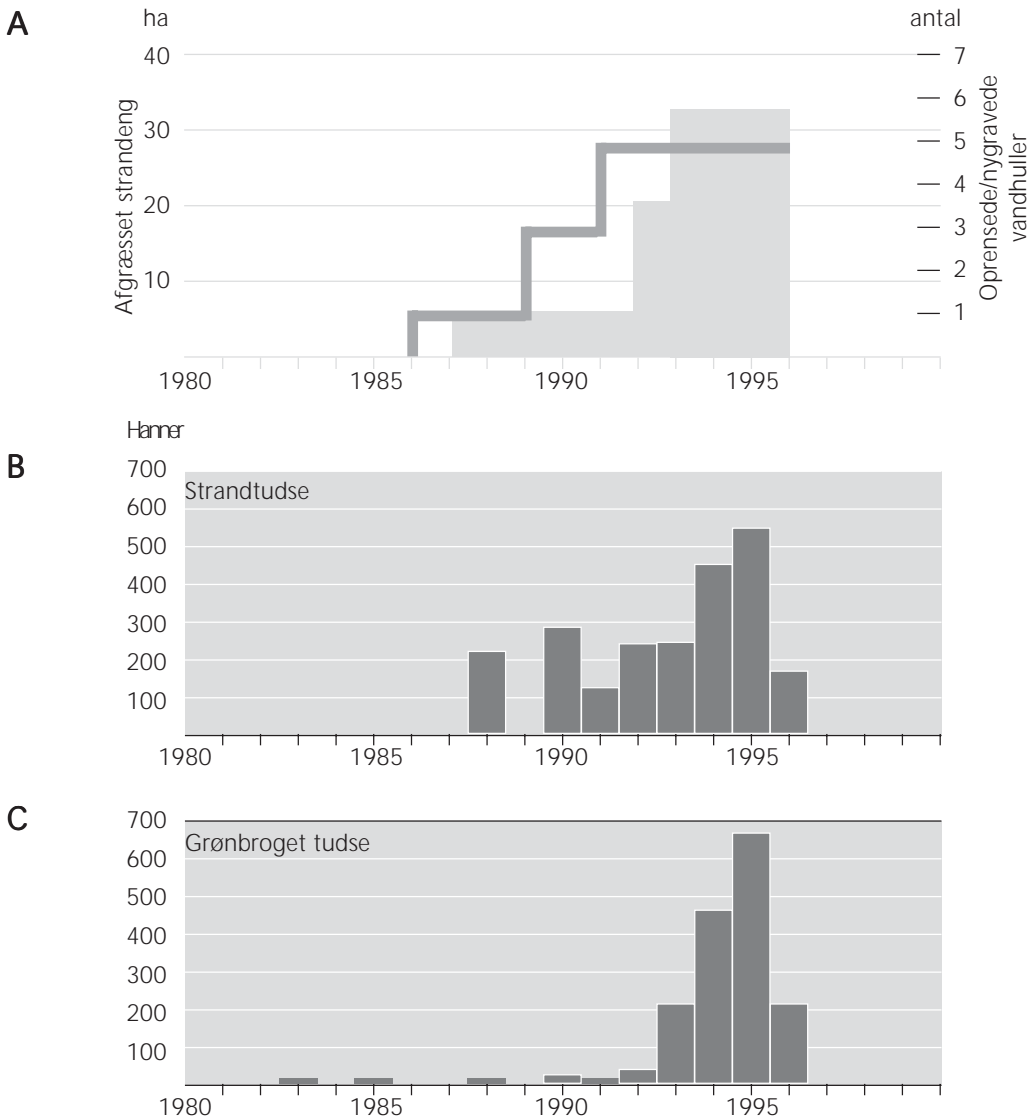 A
ha
antal
40
30
20
10
7
6
5
4
3
2
1
Afgræsset strandeng
Oprensede/nygravede
vandhuller
1980 1985 1990 1995
Hanner
B
700
600
500
400
300
200
100
Strandtudse
1980 1985 1990 1995
C
700
600
500
400
300
200
100
Grønbroget tudse
1980 1985 1990 1995